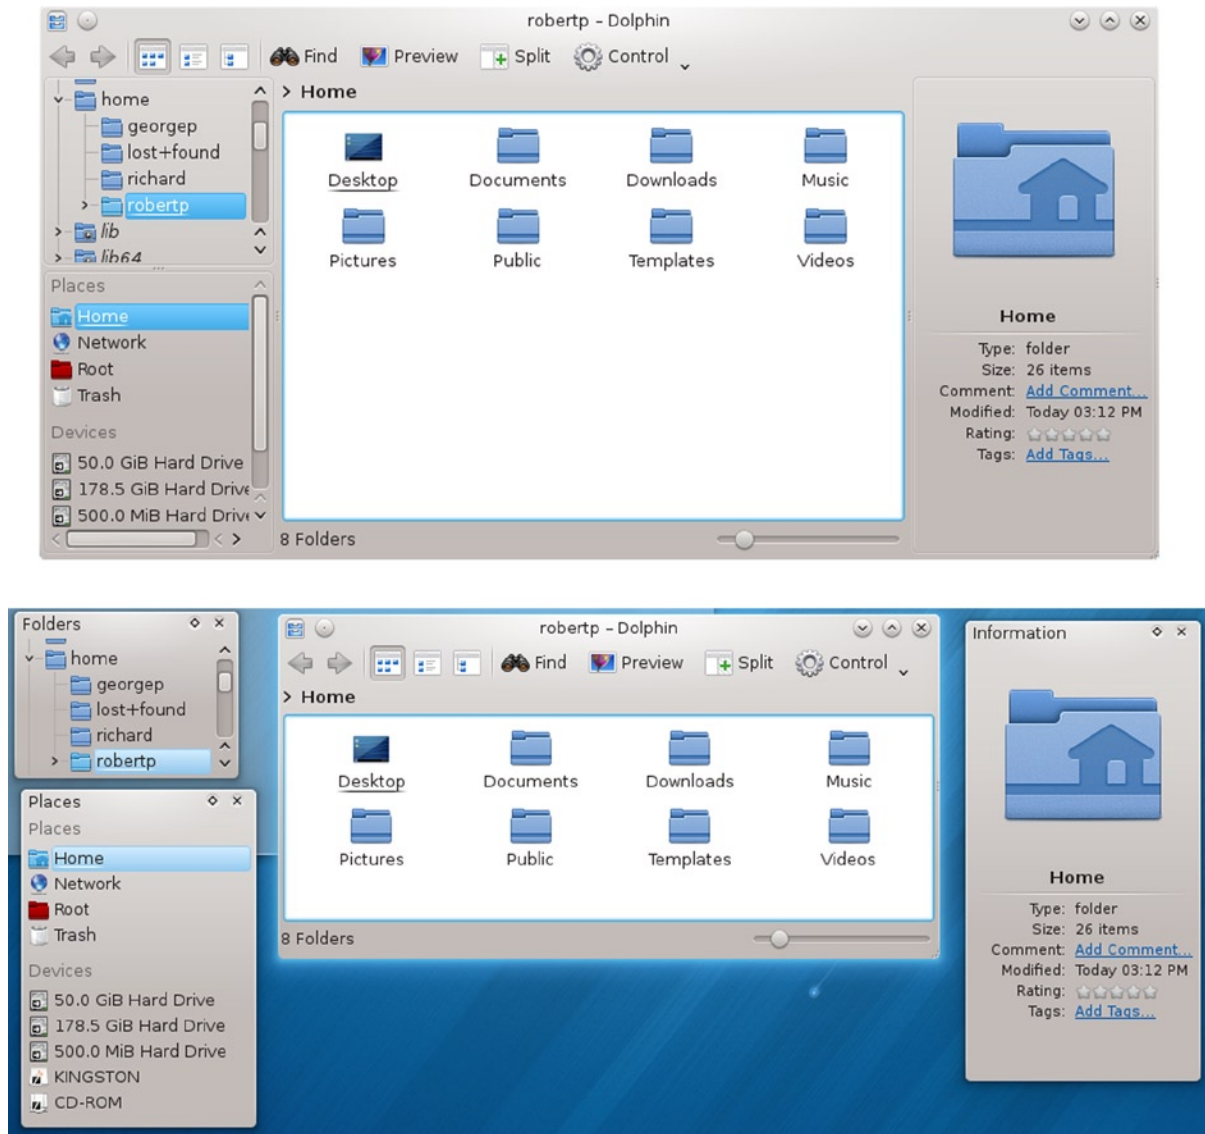 robertp – Dolphin
Find Preview Split Control
home
georgep
lost+found
richard
robertp
lib
lib64
Places
Home
Network
Root
Trash
Devices
50.0 GiB Hard Drive
178.5 GiB Hard Drive
500.0 MiB Hard Drive
> Home
Desktop Documents Downloads Music
Pictures Public Templates Videos
8 Folders
Home
Type: folder
Size: 26 items
Comment: Add Comment...
Modified: Today 03:12 PM
Rating:
Tags: Add Tags...
Folders
home
georgep
lost+found
richard
robertp
Places
Places
Home
Network
Root
Trash
Devices
50.0 GiB Hard Drive
178.5 GiB Hard Drive
500.0 MiB Hard Drive
KINGSTON
CD-ROM
robertp – Dolphin
Find Preview Split Control
> Home
Desktop Documents Downloads Music
Pictures Public Templates Videos
8 Folders
Information
Home
Type: folder
Size: 26 items
Comment: Add Comment...
Modified: Today 03:12 PM
Rating:
Tags: Add Tags...